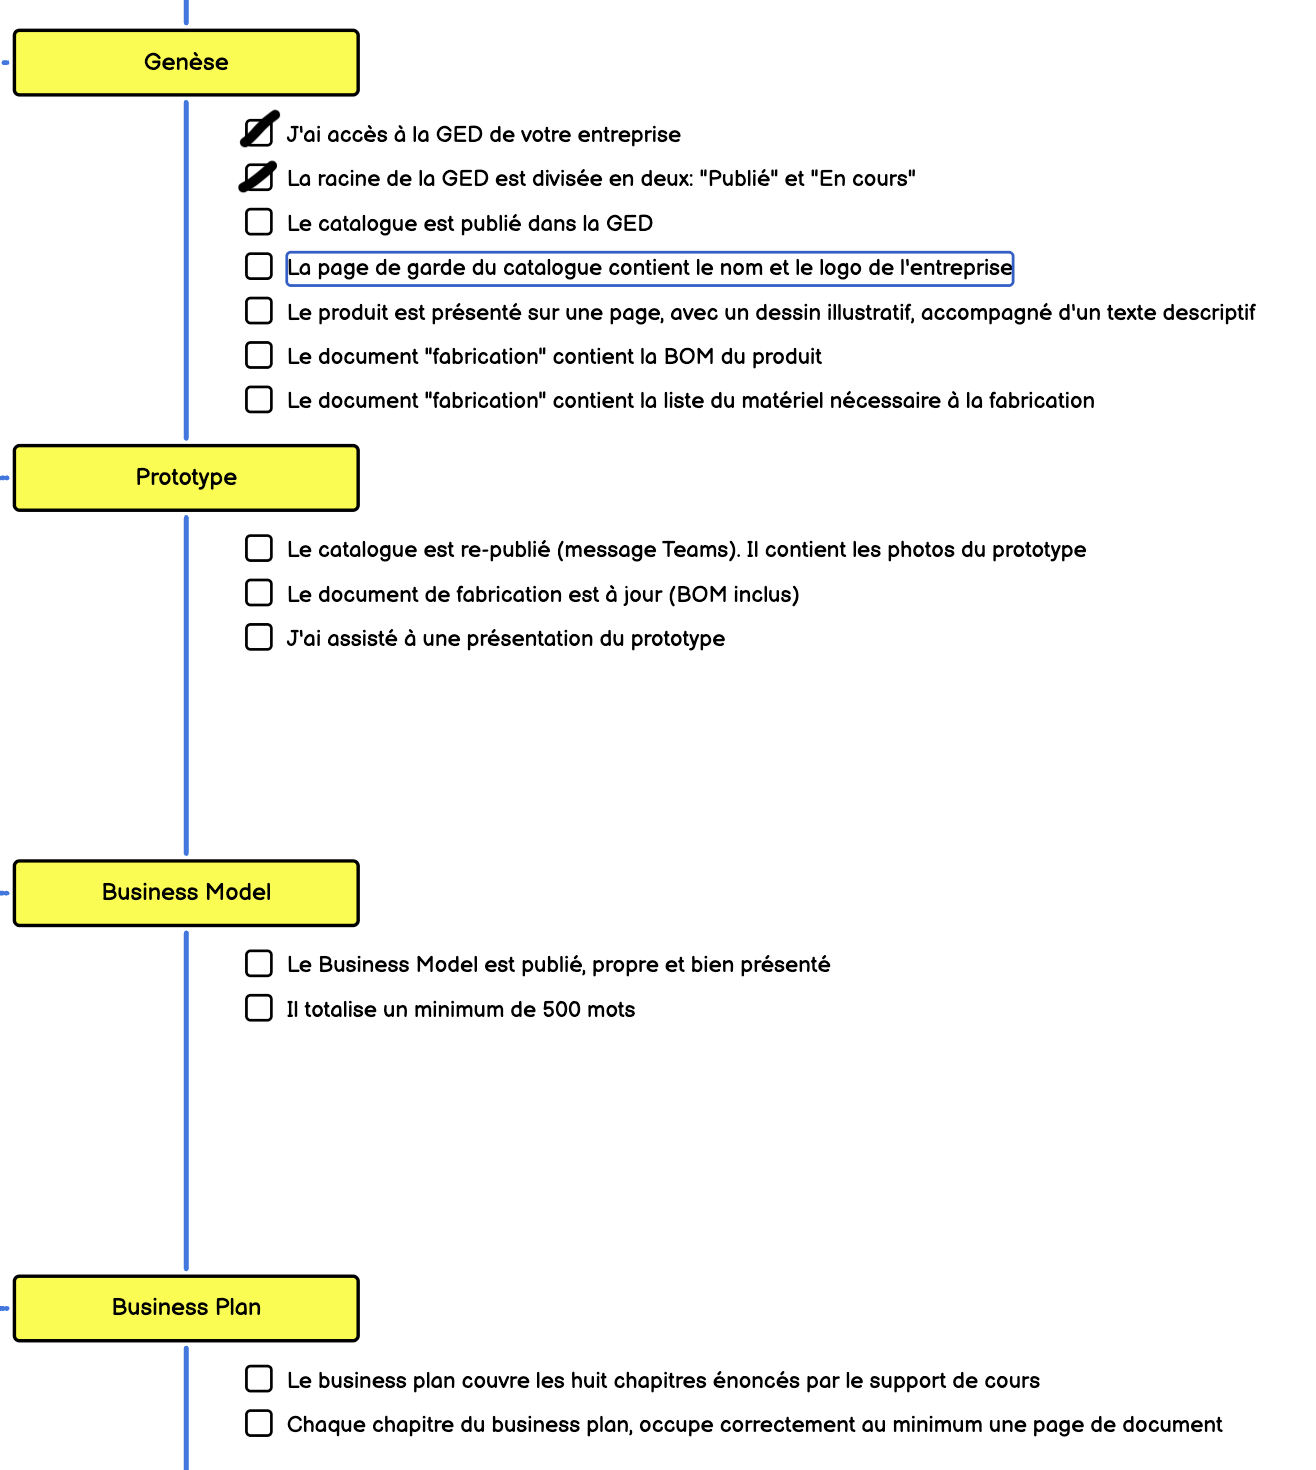 Genèse
J'ai accès à la GED de votre entreprise
La racine de la GED est divisée en deux: "Publié" et "En cours"
Le catalogue est publié dans la GED
La page de garde du catalogue contient le nom et le logo de l'entreprise
Le produit est présenté sur une page, avec un dessin illustratif, accompagné d'un texte descriptif
Le document "fabrication" contient la BOM du produit
Le document "fabrication" contient la liste du matériel nécessaire à la fabrication
Prototype
Le catalogue est re-publié (message Teams). Il contient les photos du prototype
Le document de fabrication est à jour (BOM inclus)
J'ai assisté à une présentation du prototype
Business Model
Le Business Model est publié, propre et bien présenté
Il totalise un minimum de 500 mots
Business Plan
Le business plan couvre les huit chapitres énoncés par le support de cours
Chaque chapitre du business plan, occupe correctement au minimum une page de document